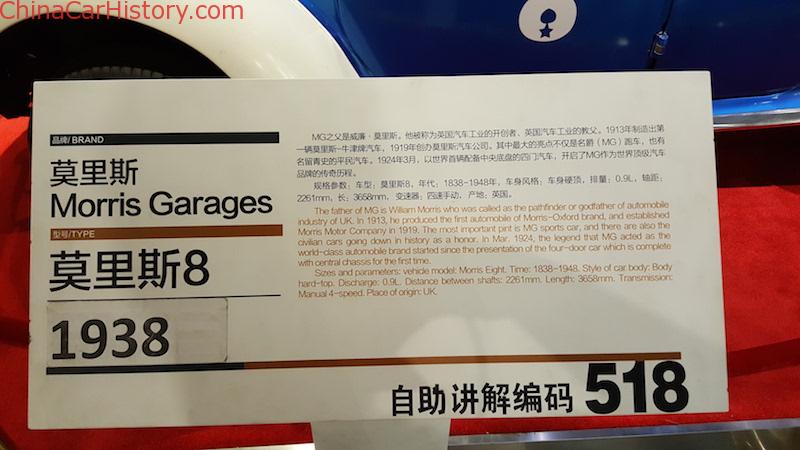 ChinaCarHistory.com
品牌/ BRAND
莫里斯
Morris Garages
型号/TYPE
莫里斯8
1938
MG之父是威廉·莫里斯。他被称为英国汽车工业的开创者、英国汽车工业的教父。1913年制造出第
一辆莫里斯-牛津牌汽车，1919年创办莫里斯汽车公司。其中最大的亮点不仅是名爵（MG）跑车，也有
名留青史的平民汽车。1924年3月，以世界首辆配备中央底盘的四门汽车，开启了MG作为世界顶级汽车
品牌的传奇历程。
规格参数：车型：莫里斯8，年代：1838-1948年，车身风格：车身硬顶，排量：0.9L，轴距：
2261mm，长：3658mm，变速器：四速手动，产地：英国。
The father of MG is William Morris who was called as the pathfinder or godfather of automobile
industry of UK. In 1913, he produced the first automobile of Morris-Oxford brand, and established
Morris Motor Company in 1919. The most important pint is MG sports car, and there are also the
civilian cars going down in history as a honor. In Mar. 1924, the legend that MG acted as the
world-class automobile brand started since the presentation of the four-door car which is complete
with central chassis for the first time.
Sizes and parameters: vehicle model: Morris Eight. Time: 1838-1948. Style of car body: Body
hard-top. Discharge: 0.9L. Distance between shafts: 2261mm. Length: 3658mm. Transmission:
Manual 4-speed. Place of origin: UK.
自助讲解编码 518